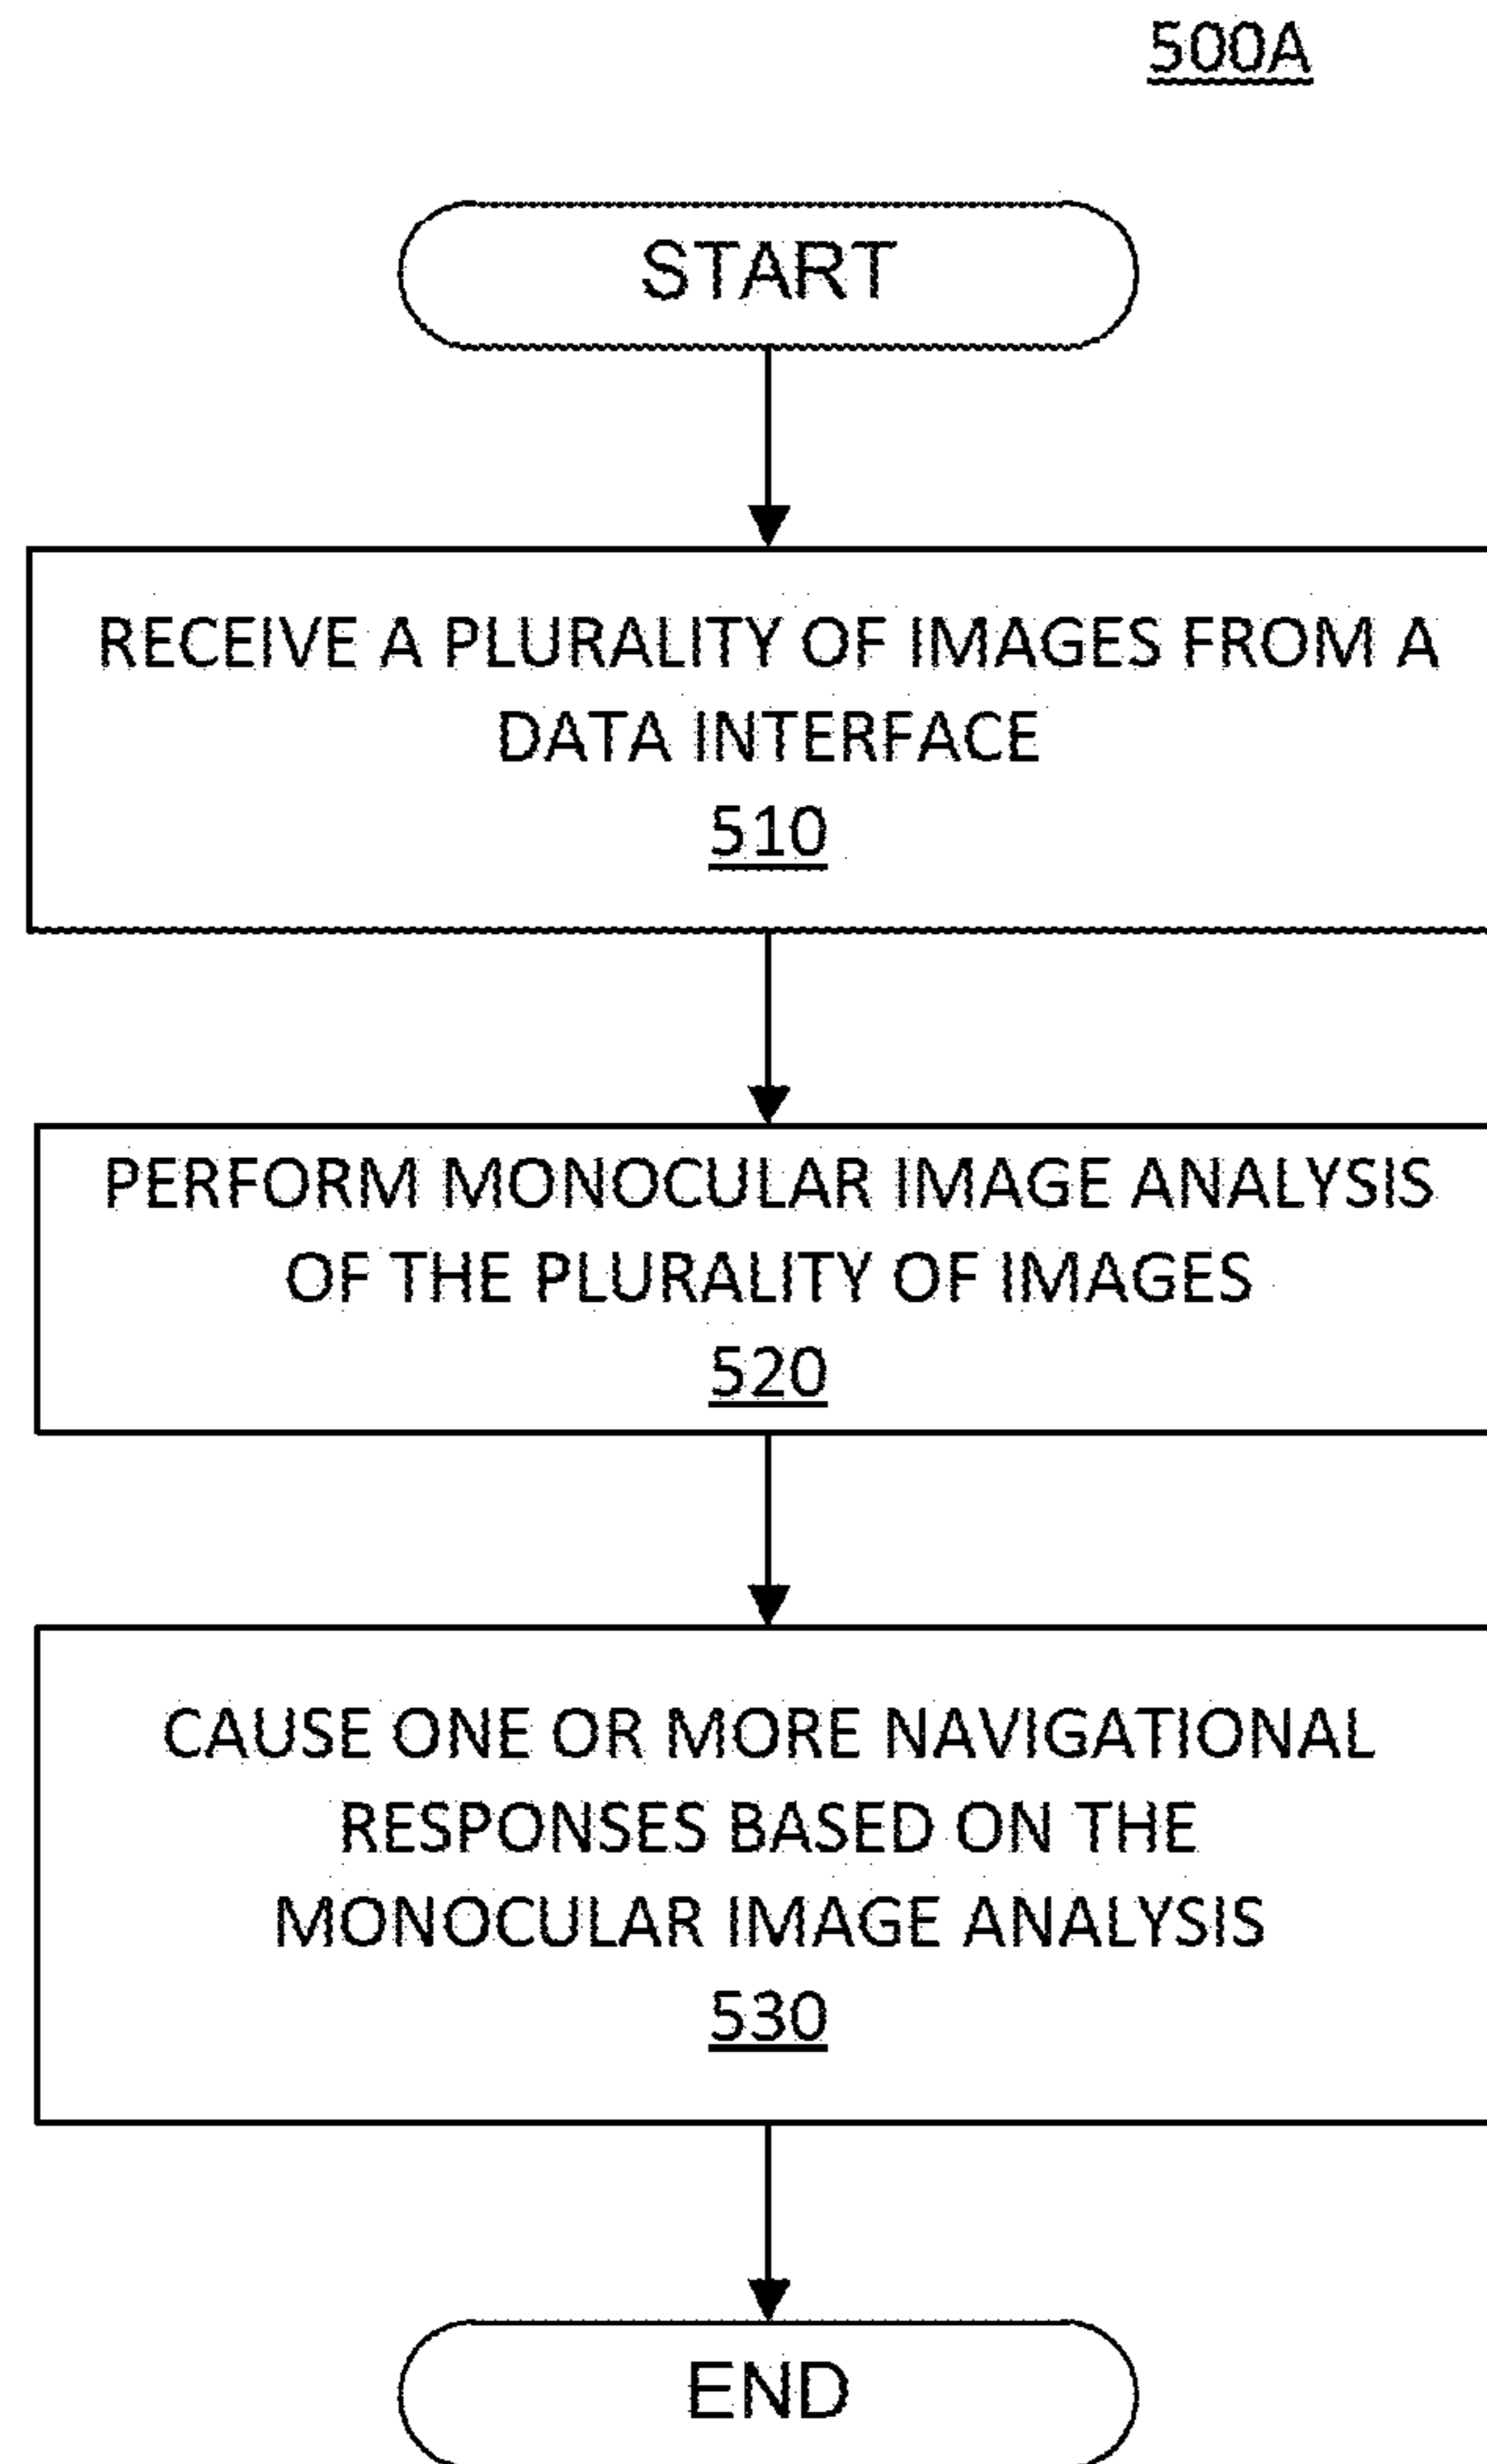 500A
START
RECEIVE A PLURALITY OF IMAGES FROM A
DATA INTERFACE
510
PERFORM MONOCULAR IMAGE ANALYSIS
OF THE PLURALITY OF IMAGES
520
CAUSE ONE OR MORE NAVIGATIONAL
RESPONSES BASED ON THE
MONOCULAR IMAGE ANALYSIS
530
END